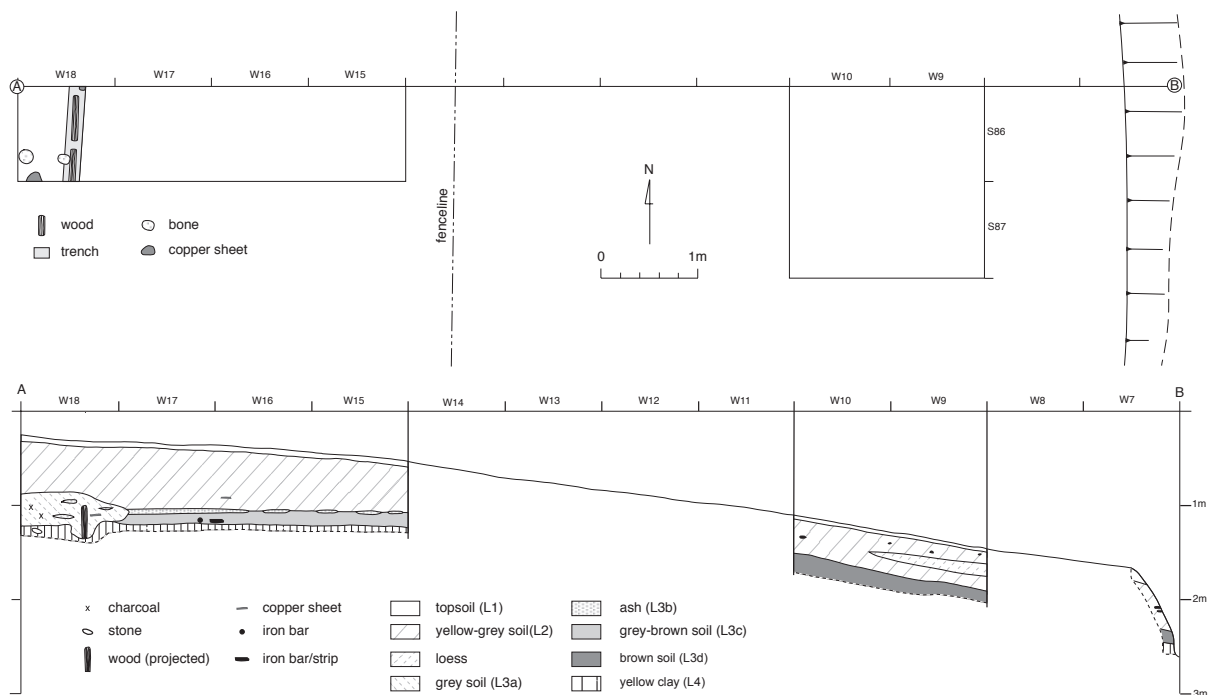 W18 W17 W16 W15 W10 W9
A B
S86
N
fenceline
wood bone
S87
trench copper sheet
0 1m
A B
W18 W17 W16 W15 W14 W13 W12 W11 W10 W9 W8 W7
1m
2m
x charcoal copper sheet topsoil (L1) ash (L3b)
stone iron bar yellow-grey soil(L2) grey-brown soil (L3c)
wood (projected) iron bar/strip loess brown soil (L3d)
grey soil (L3a) yellow clay (L4)
3m